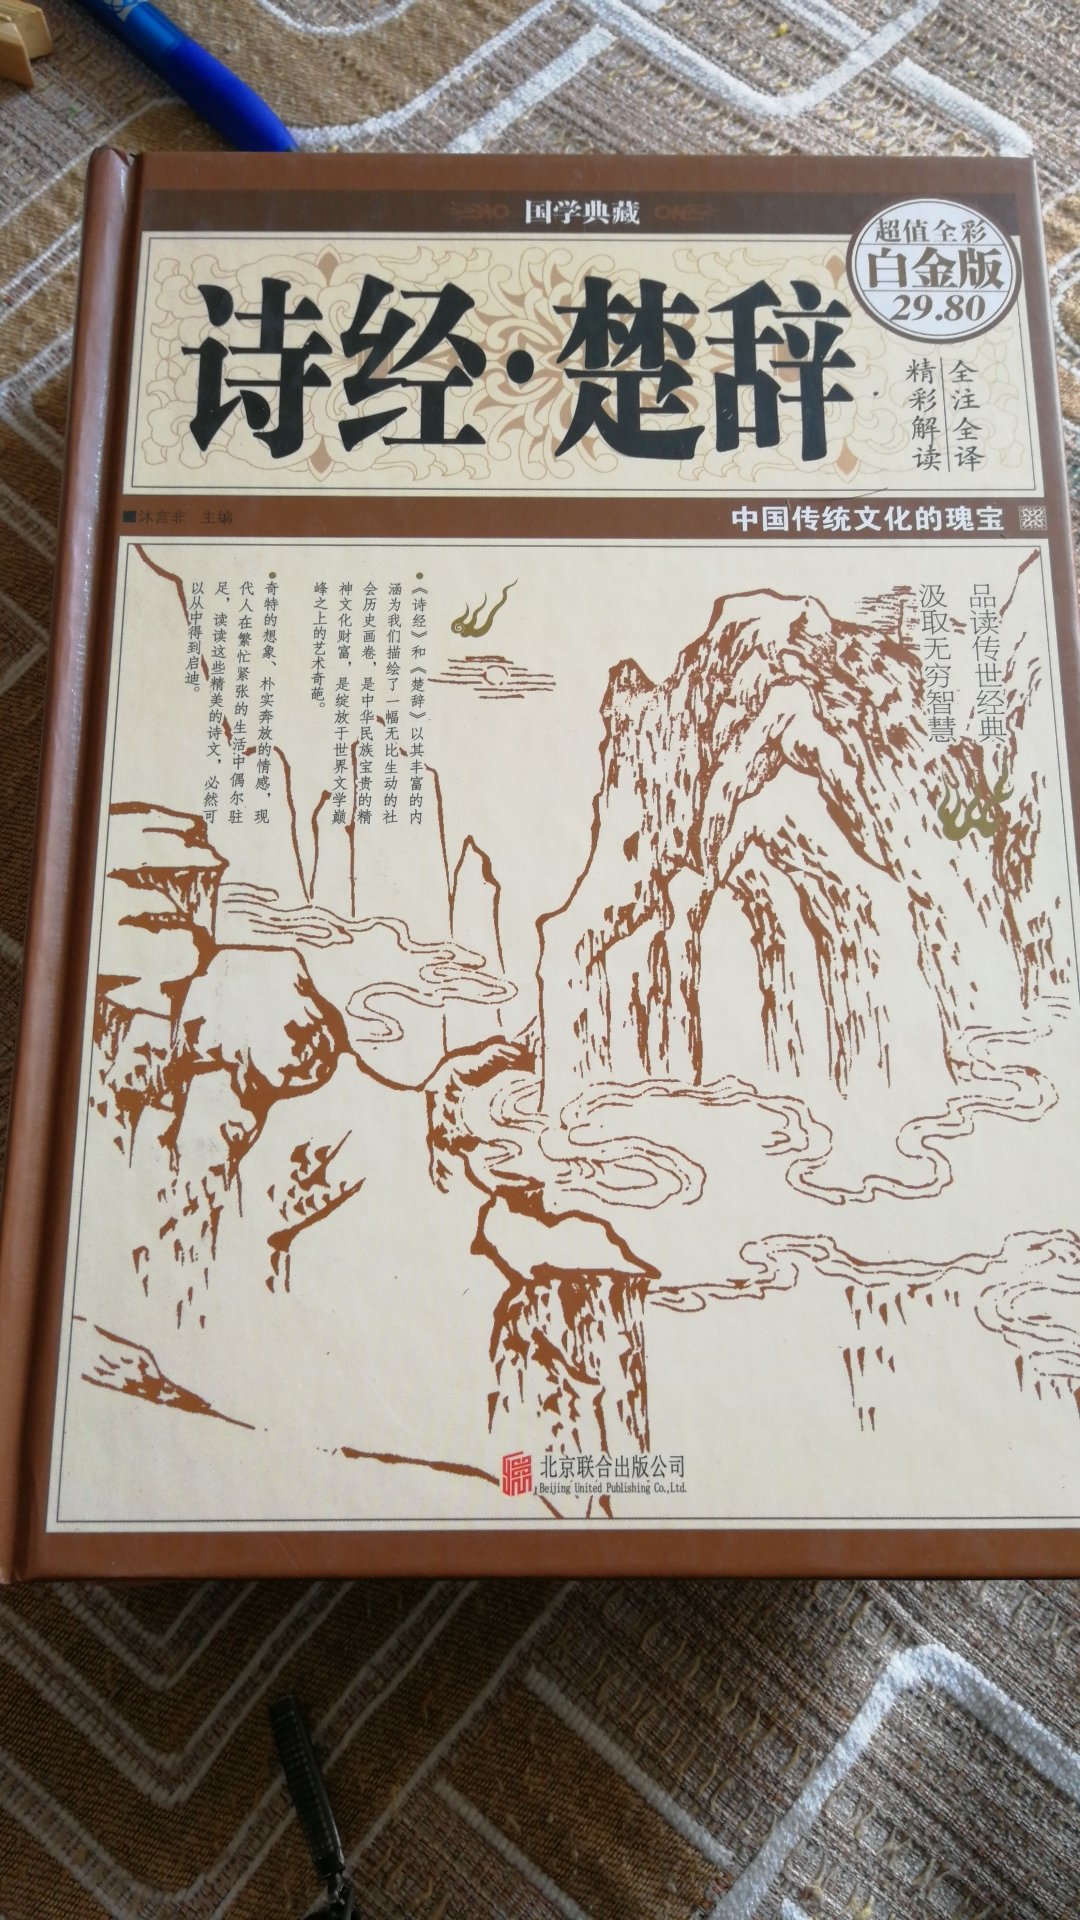 国学典藏
超值全彩
白金版
29.80
诗经·楚辞
全注全译
精彩解读
■沐言非 主编
中国传统文化的瑰宝
品读传世经典
汲取无穷智慧
●《诗经》和《楚辞》以其丰富的内
涵为我们描绘了一幅无比生动的社
会历史画卷，是中华民族宝贵的精
神文化财富，是绽放于世界文学巅
峰之上的艺术奇葩。
●奇特的想象、朴实奔放的情感，现
代人在繁忙紧张的生活中偶尔驻
足，读读这些精美的诗文，必然可
以从中得到启迪。
北京联合出版公司
Beijing United Publishing Co.,Ltd.